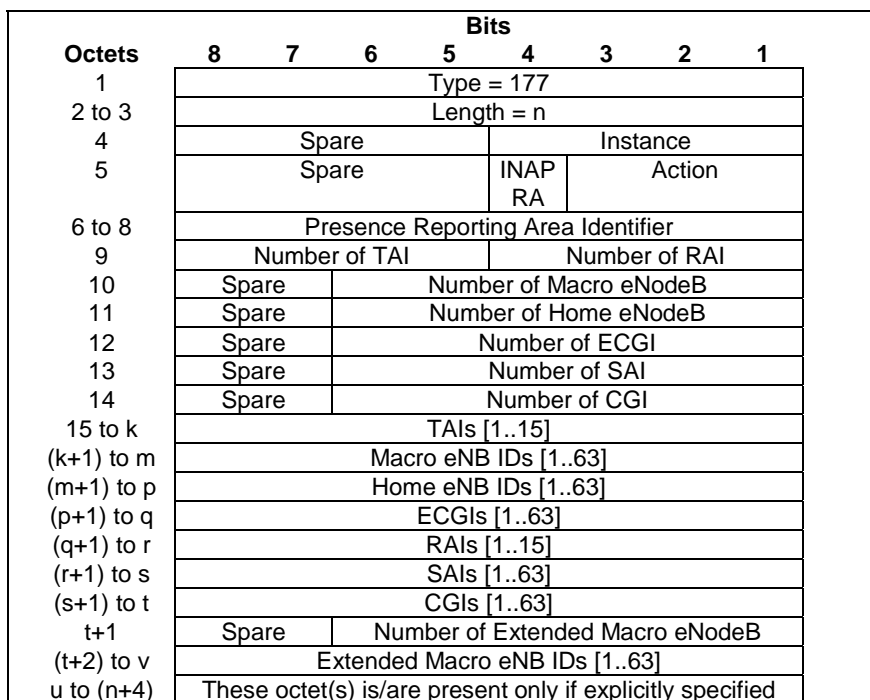 Bits
Octets 8 7 6 5 4 3 2 1
1 Type = 177
2 to 3 Length = n
4 Spare Instance
5 Spare INAP Action
RA
6 to 8 Presence Reporting Area Identifier
9 Number of TAI Number of RAI
10 Spare Number of Macro eNodeB
11 Spare Number of Home eNodeB
12 Spare Number of ECGI
13 Spare Number of SAI
14 Spare Number of CGI
15 to k TAIs [1..15]
(k+1) to m Macro eNB IDs [1..63]
(m+1) to p Home eNB IDs [1..63]
(p+1) to q ECGIs [1..63]
(q+1) to r RAIs [1..15]
(r+1) to s SAIs [1..63]
(s+1) to t CGIs [1..63]
t+1 Spare Number of Extended Macro eNodeB
(t+2) to v Extended Macro eNB IDs [1..63]
u to (n+4) These octet(s) is/are present only if explicitly specified